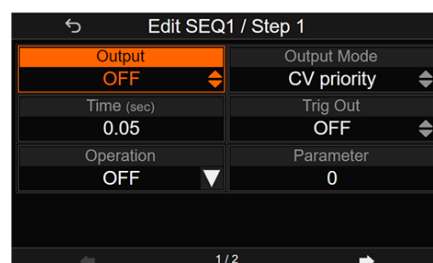 Edit SEQ1 / Step 1
Output
Output Mode
OFF
CV priority
Time (sec)
Trig Out
0.05
OFF
Operation
Parameter
OFF
0
1 / 2